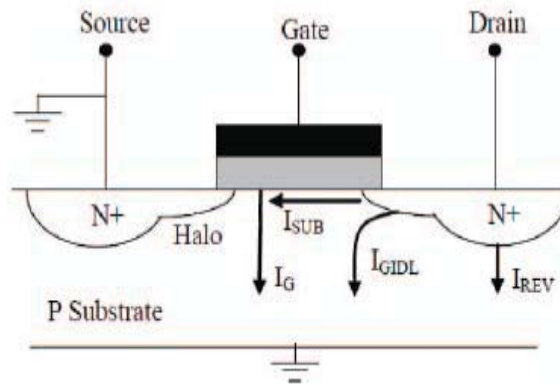 Source
Gate
Drain
N+
Halo
I_SUB
N+
I_G
I_GIDL
I_REV
P Substrate